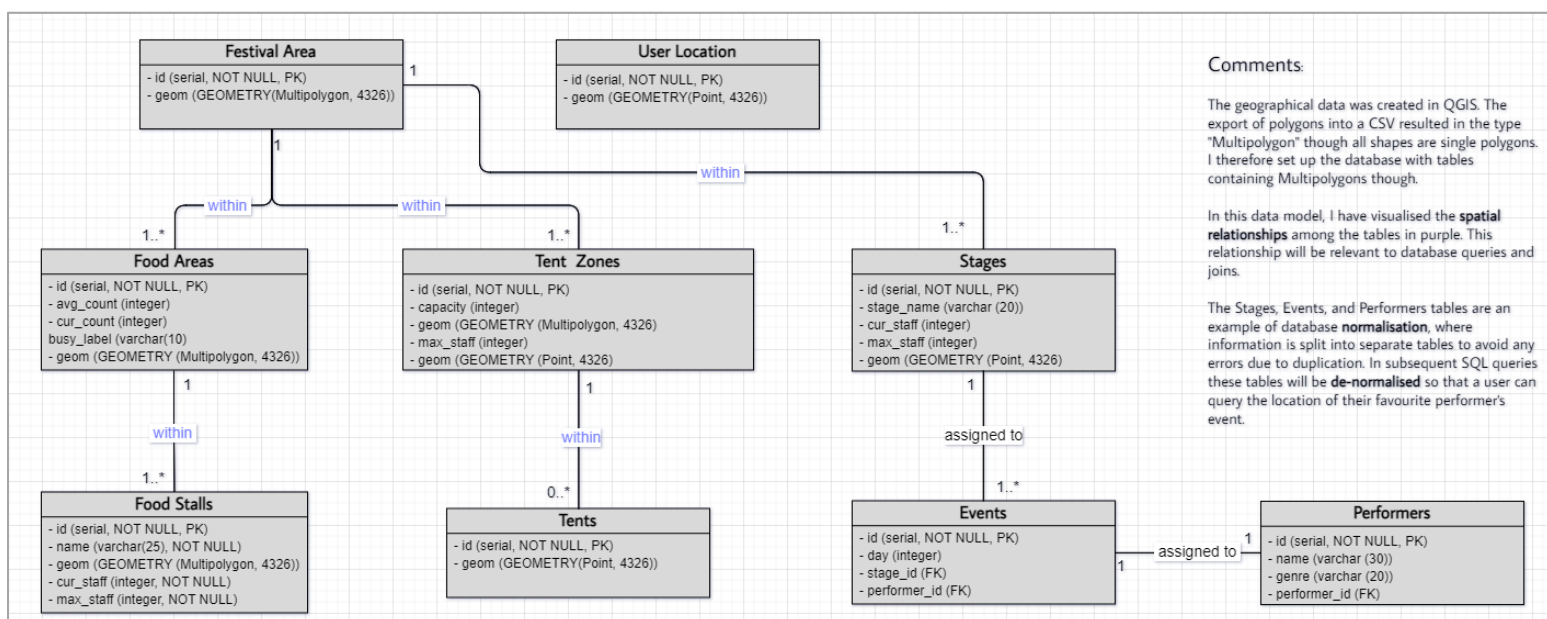 Festival Area
- id (serial, NOT NULL, PK)
- geom (GEOMETRY(Multipolygon, 4326))
1
1
User Location
- id (serial, NOT NULL, PK)
- geom (GEOMETRY(Point, 4326))
within
within
within
1..*
1..*
1..*
Food Areas
- id (serial, NOT NULL, PK)
- avg_count (integer)
- cur_count (integer)
busy_label (varchar(10)
- geom (GEOMETRY (Multipolygon, 4326))
1
within
1..*
Tent Zones
- id (serial, NOT NULL, PK)
- capacity (integer)
- geom (GEOMETRY (Multipolygon, 4326)
- max_staff (integer)
- geom (GEOMETRY (Point, 4326)
1
within
0..*
Stages
- id (serial, NOT NULL, PK)
- stage_name (varchar (20))
- cur_staff (integer)
- max_staff (integer)
- geom (GEOMETRY (Point, 4326)
1
assigned to
1..*
Food Stalls
- id (serial, NOT NULL, PK)
- name (varchar(25), NOT NULL)
- geom (GEOMETRY (Multipolygon, 4326))
- cur_staff (integer, NOT NULL)
- max_staff (integer, NOT NULL)
Tents
- id (serial, NOT NULL, PK)
- geom (GEOMETRY(Point, 4326))
Events
- id (serial, NOT NULL, PK)
- day (integer)
- stage_id (FK)
- performer_id (FK)
1
assigned to
1
Performers
- id (serial, NOT NULL, PK)
- name (varchar (30))
- genre (varchar (20))
- performer_id (FK)
Comments:
The geographical data was created in QGIS. The
export of polygons into a CSV resulted in the type
"Multipolygon" though all shapes are single polygons.
I therefore set up the database with tables
containing Multipolygons though.
In this data model, I have visualised the spatial
relationships among the tables in purple. This
relationship will be relevant to database queries and
joins.
The Stages, Events, and Performers tables are an
example of database normalisation, where
information is split into separate tables to avoid any
errors due to duplication. In subsequent SQL queries
these tables will be de-normalised so that a user can
query the location of their favourite performer's
event.